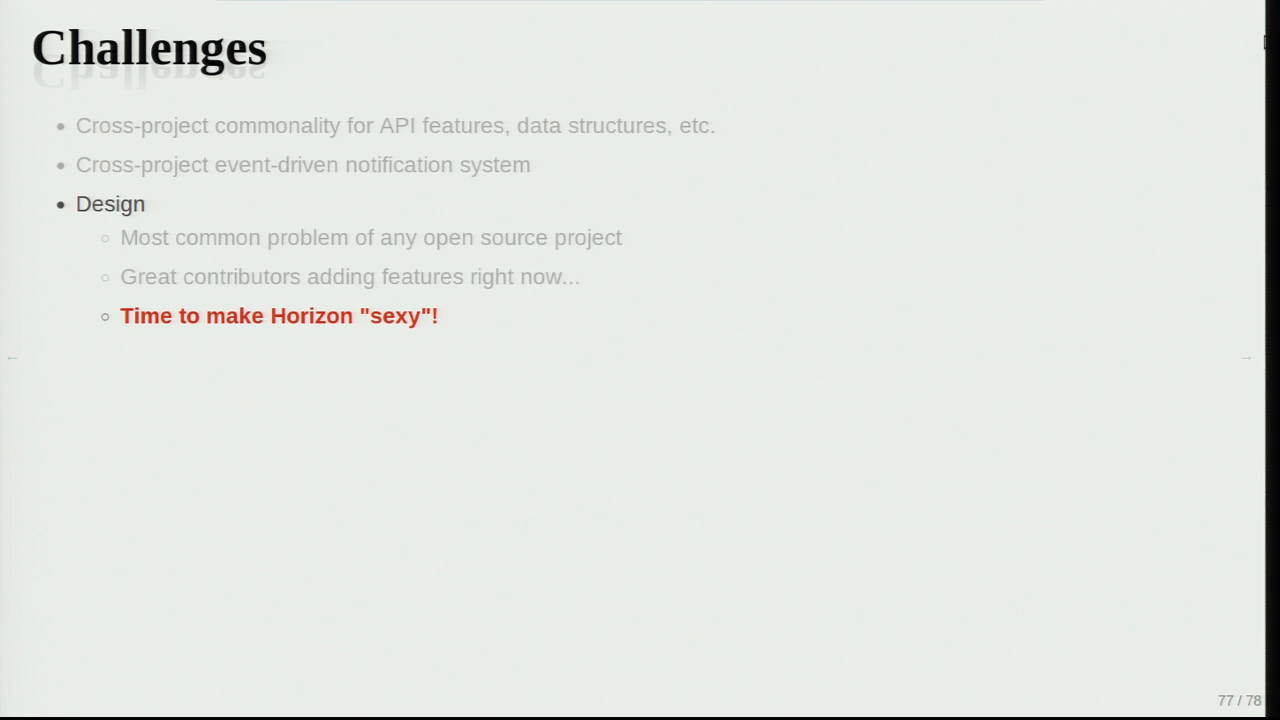 Challenges
• Cross-project commonality for API features, data structures, etc.
• Cross-project event-driven notification system
• Design
○ Most common problem of any open source project
○ Great contributors adding features right now...
○ Time to make Horizon "sexy"!
← →
77 / 78